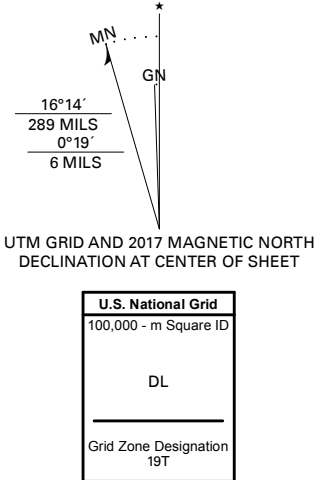 ★
MN
GN
16°14´
289 MILS
0°19´
6 MILS
UTM GRID AND 2017 MAGNETIC NORTH
DECLINATION AT CENTER OF SHEET
U.S. National Grid
100,000 - m Square ID
DL
Grid Zone Designation
19T